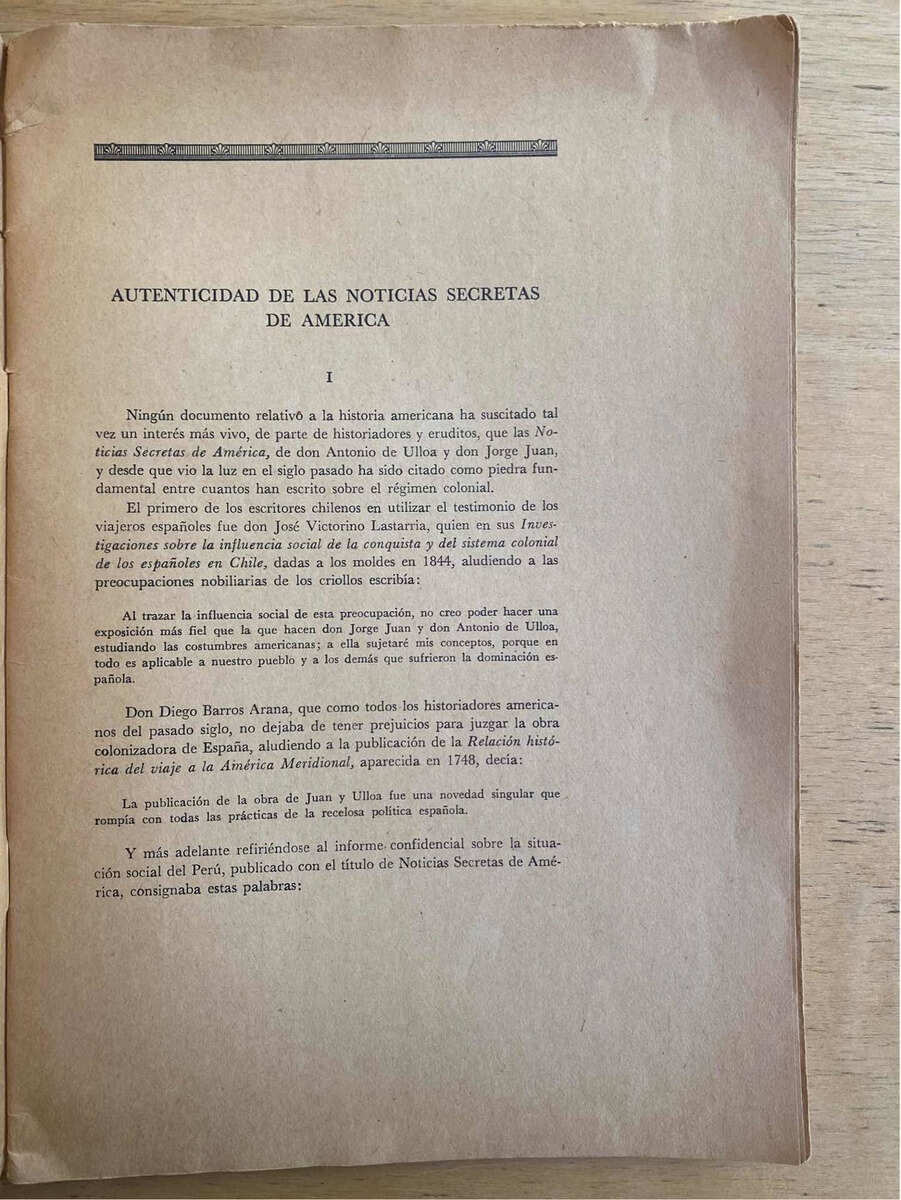 AUTENTICIDAD DE LAS NOTICIAS SECRETAS
DE AMERICA
I
Ningún documento relativo a la historia americana ha suscitado tal
vez un interés más vivo, de parte de historiadores y eruditos, que las No-
ticias Secretas de América, de don Antonio de Ulloa y don Jorge Juan,
y desde que vio la luz en el siglo pasado ha sido citado como piedra fun-
damental entre cuantos han escrito sobre el régimen colonial.
El primero de los escritores chilenos en utilizar el testimonio de los
viajeros españoles fue don José Victorino Lastarria, quien en sus Inves-
tigaciones sobre la influencia social de la conquista y del sistema colonial
de los españoles en Chile, dadas a los moldes en 1844, aludiendo a las
preocupaciones nobiliarias de los criollos escribía:
Al trazar la influencia social de esta preocupación, no creo poder hacer una
exposición más fiel que la que hacen don Jorge Juan y don Antonio de Ulloa,
estudiando las costumbres americanas; a ella sujetaré mis conceptos, porque en
todo es aplicable a nuestro pueblo y a los demás que sufrieron la dominación es-
pañola.
Don Diego Barros Arana, que como todos los historiadores america-
nos del pasado siglo, no dejaba de tener prejuicios para juzgar la obra
colonizadora de España, aludiendo a la publicación de la Relación histó-
rica del viaje a la América Meridional, aparecida en 1748, decía:
La publicación de la obra de Juan y Ulloa fue una novedad singular que
rompía con todas las prácticas de la recelosa política española.
Y más adelante refiriéndose al informe confidencial sobre la situa-
ción social del Perú, publicado con el título de Noticias Secretas de Amé-
rica, consignaba estas palabras: